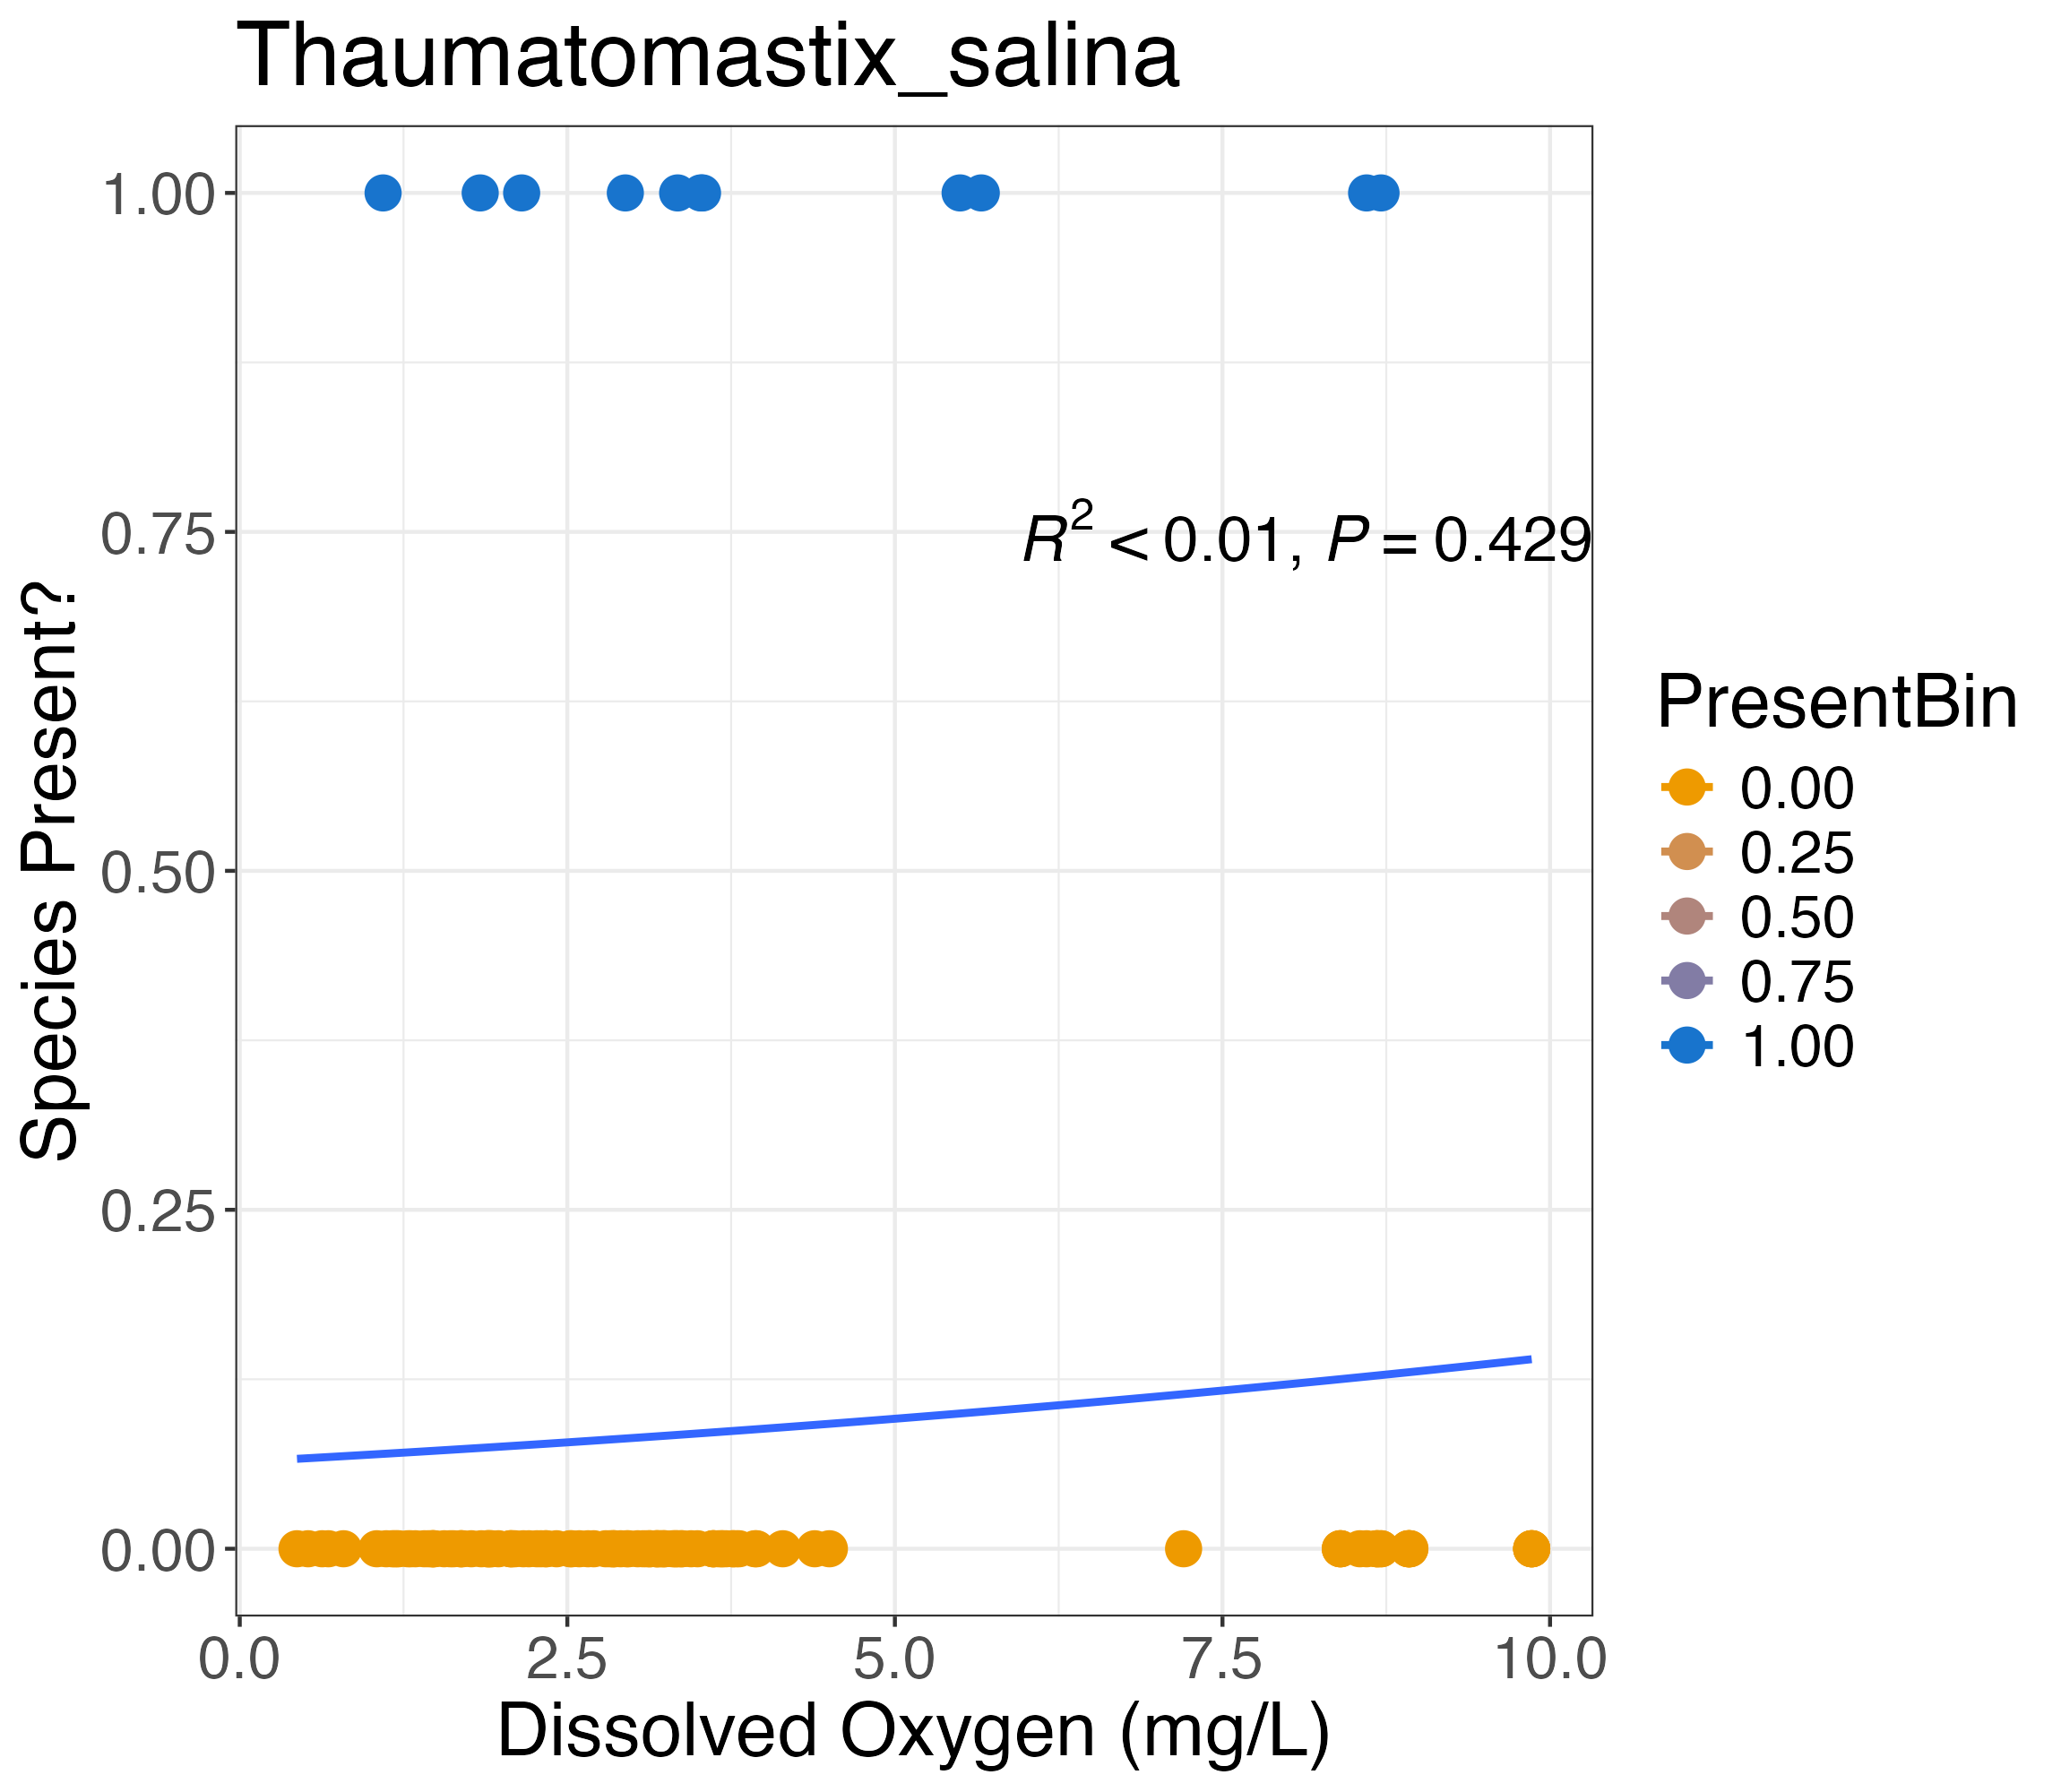 Thaumatomastix_salina
1.00
0.75
0.50
0.25
0.00
Species Present?
R² < 0.01, P = 0.429
0.0 2.5 5.0 7.5 10.0
Dissolved Oxygen (mg/L)
PresentBin
0.00
0.25
0.50
0.75
1.00